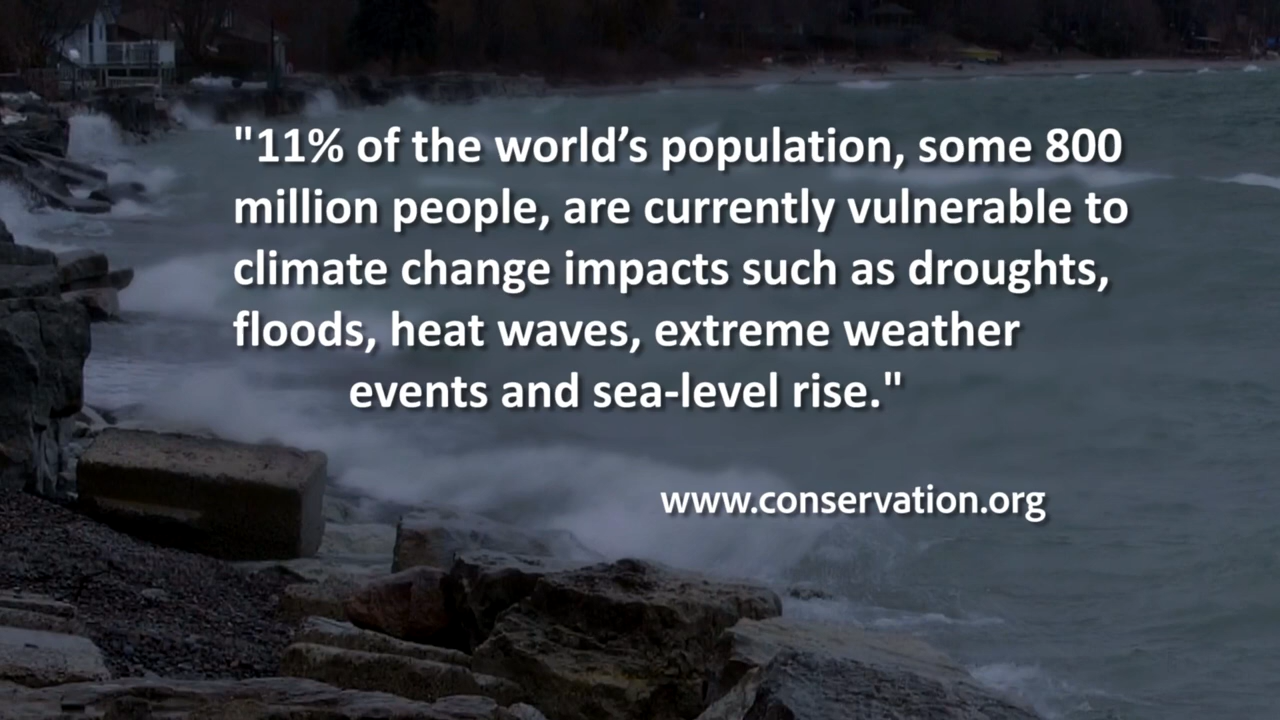 "11% of the world’s population, some 800
million people, are currently vulnerable to
climate change impacts such as droughts,
floods, heat waves, extreme weather
events and sea-level rise."
www.conservation.org